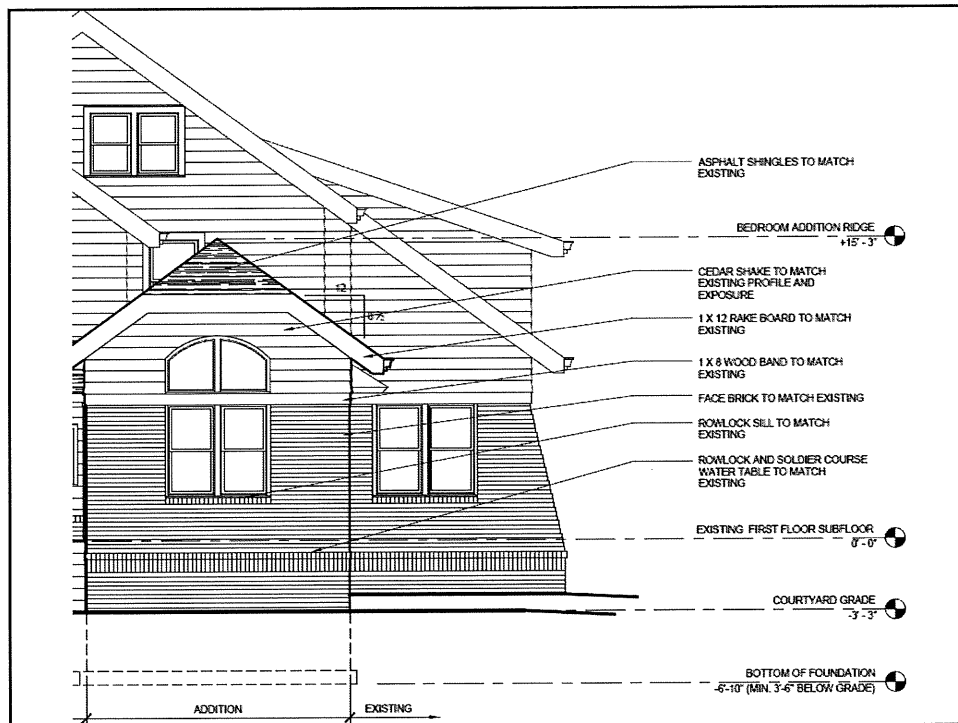 ASPHALT SHINGLES TO MATCH
EXISTING
BEDROOM ADDITION RIDGE
+15' - 3"
CEDAR SHAKE TO MATCH
EXISTING PROFILE AND
EXPOSURE
12
1 X 12 RAKE BOARD TO MATCH
EXISTING
1 X 8 WOOD BAND TO MATCH
EXISTING
FACE BRICK TO MATCH EXISTING
ROWLOCK SILL TO MATCH
EXISTING
ROWLOCK AND SOLDIER COURSE
WATER TABLE TO MATCH
EXISTING
EXISTING FIRST FLOOR SUBFLOOR
0' - 0"
COURTYARD GRADE
-3' - 3"
BOTTOM OF FOUNDATION
-6'-10" (MIN. 3'-6" BELOW GRADE)
ADDITION
EXISTING